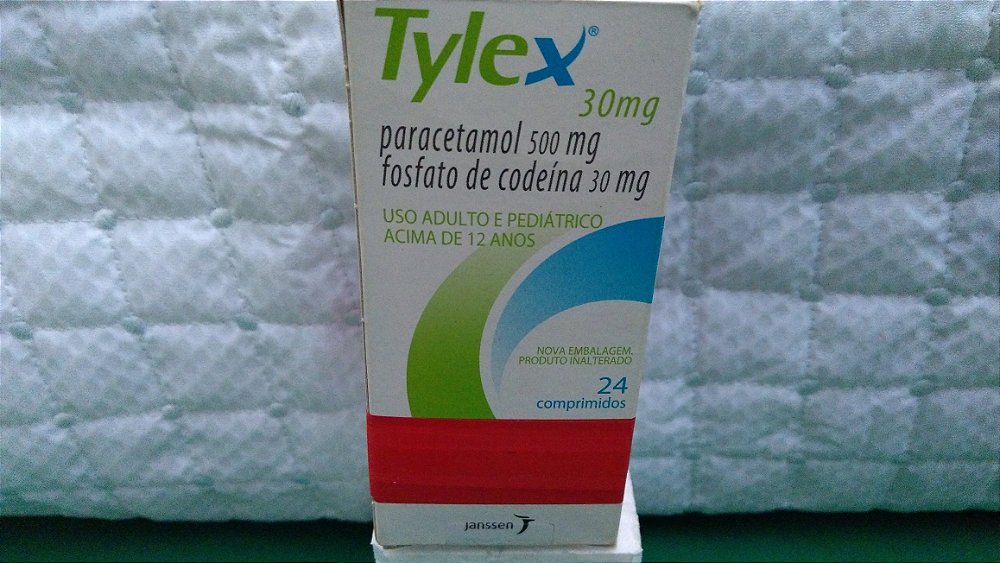 Tylex®
30mg
paracetamol 500 mg
fosfato de codeína 30 mg
USO ADULTO E PEDIÁTRICO
ACIMA DE 12 ANOS
NOVA EMBALAGEM.
PRODUTO INALTERADO
24
comprimidos
janssen